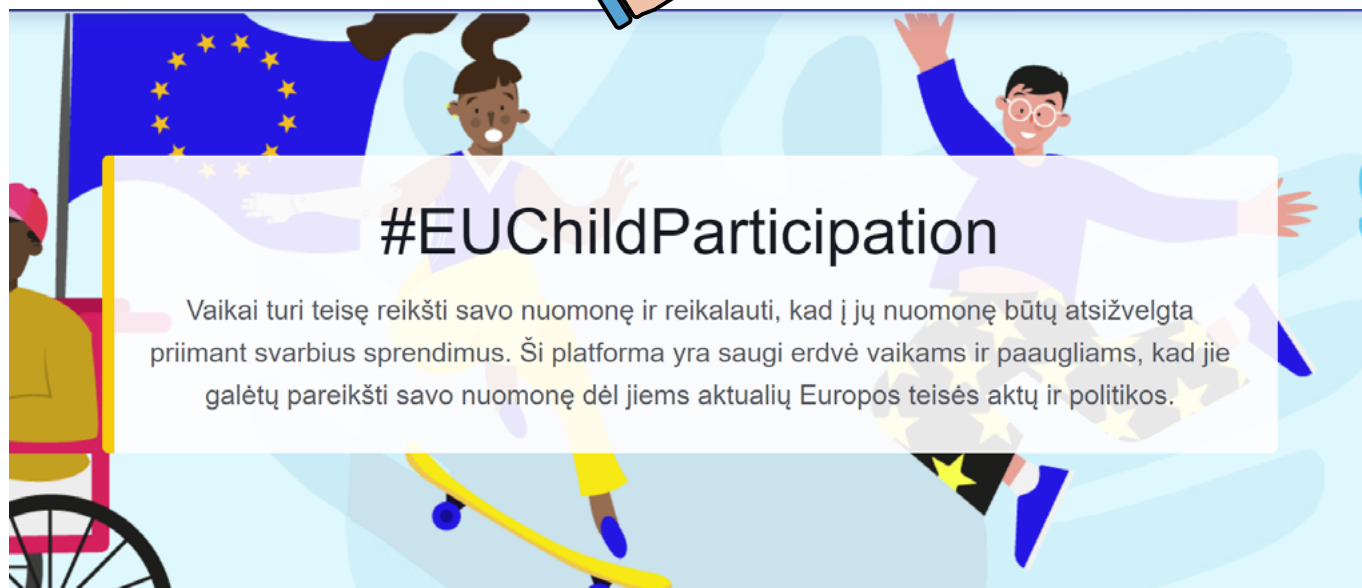 #EUChildParticipation
Vaikai turi teisę reikšti savo nuomonę ir reikalauti, kad į jų nuomonę būtų atsižvelgta
priimant svarbius sprendimus. Ši platforma yra saugi erdvė vaikams ir paaugliams, kad jie
galėtų pareikšti savo nuomonę dėl jiems aktualių Europos teisės aktų ir politikos.